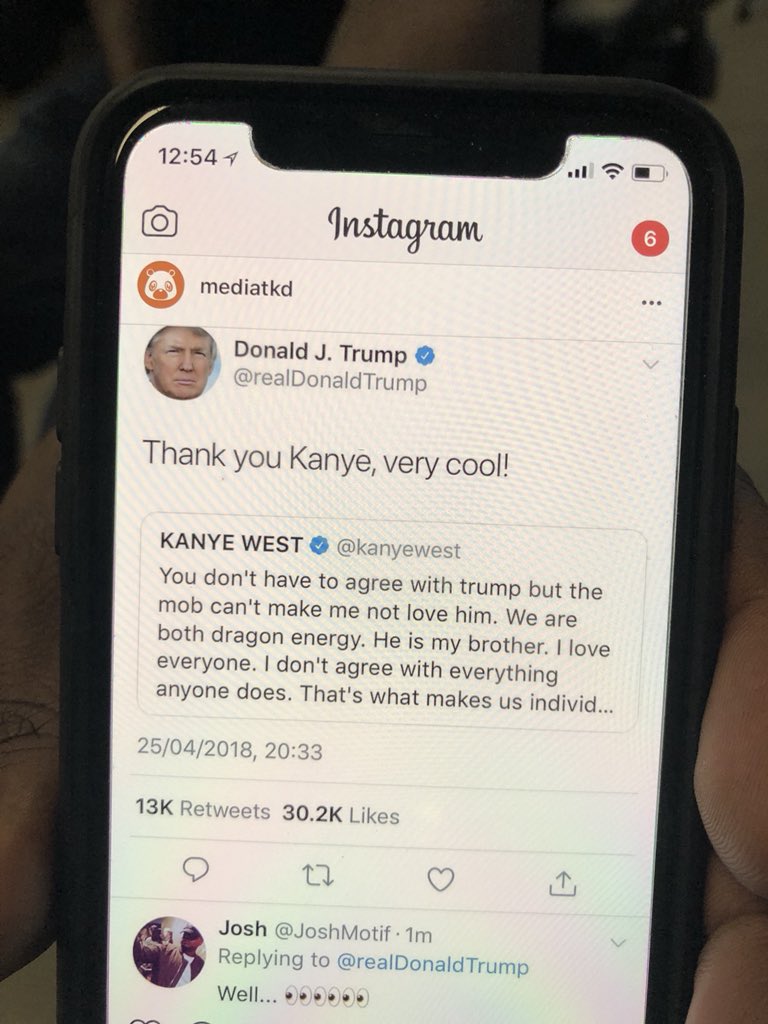 12:54
Instagram
6
mediatkd
Donald J. Trump
@realDonaldTrump
Thank you Kanye, very cool!
KANYE WEST @kanyewest
You don't have to agree with trump but the
mob can't make me not love him. We are
both dragon energy. He is my brother. I love
everyone. I don't agree with everything
anyone does. That's what makes us individ...
25/04/2018, 20:33
13K Retweets 30.2K Likes
Josh @JoshMotif · 1m
Replying to @realDonaldTrump
Well... 👀👀👀